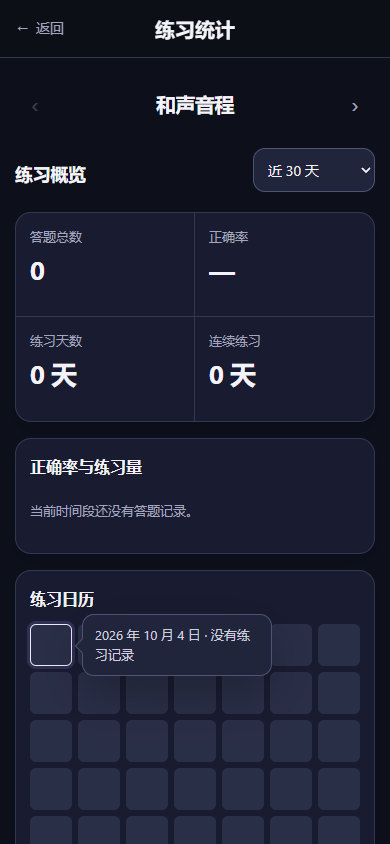 ← 返回
练习统计
‹
和声音程
›
练习概览
近 30 天
答题总数
正确率
0
—
练习天数
连续练习
0 天
0 天
正确率与练习量
当前时间段还没有答题记录。
练习日历
2026 年 10 月 4 日 · 没有练
习记录